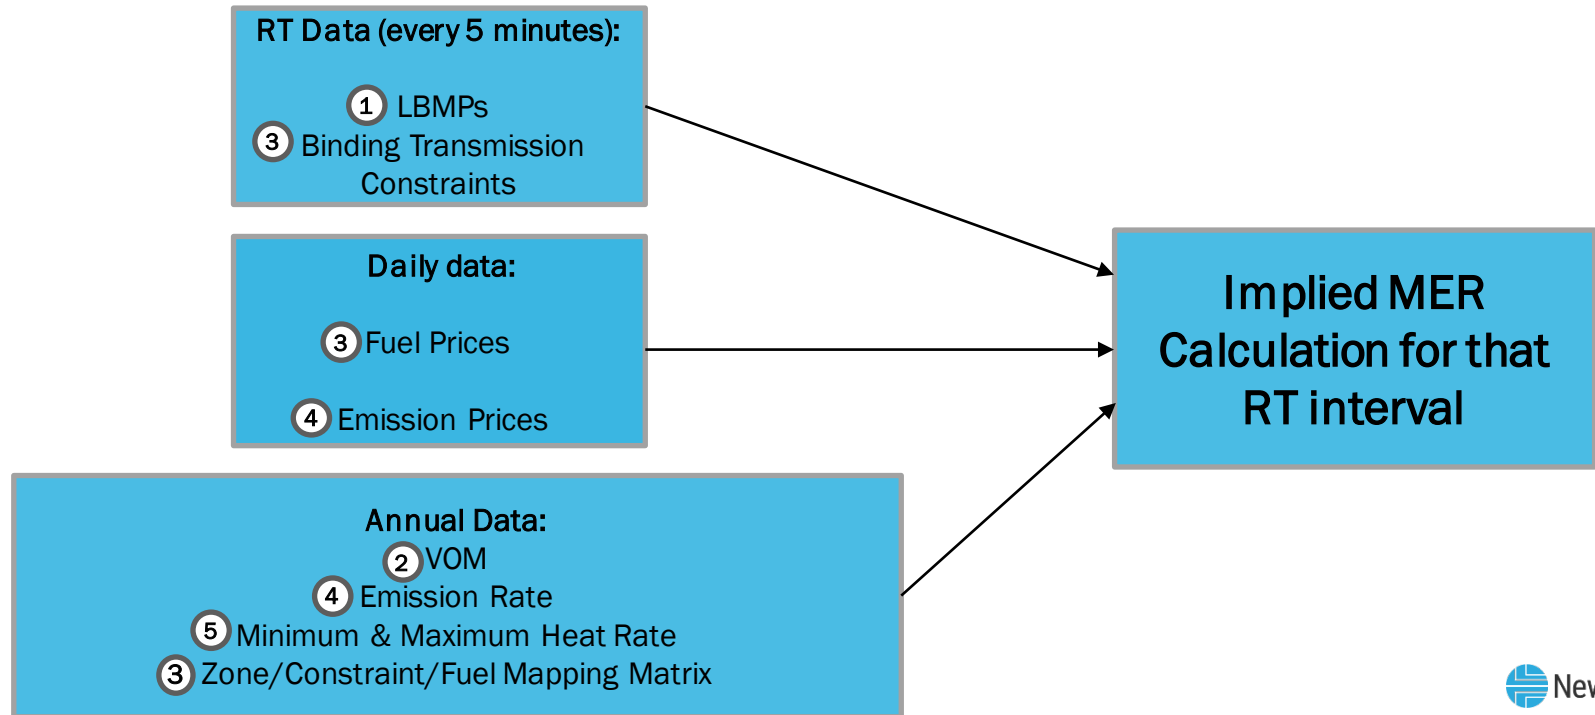 RT Data (every 5 minutes):
1 LBMPs
3 Binding Transmission
Constraints
Daily data:
3 Fuel Prices
4 Emission Prices
Annual Data:
2 VOM
4 Emission Rate
5 Minimum & Maximum Heat Rate
3 Zone/Constraint/Fuel Mapping Matrix
Implied MER
Calculation for that
RT interval
New